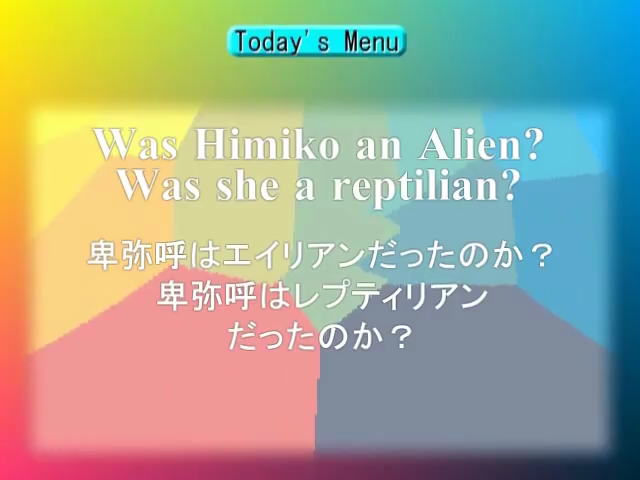 Today's Menu
Was Himiko an Alien?
Was she a reptilian?
卑弥呼はエイリアンだったのか？
卑弥呼はレプティリアン
だったのか？